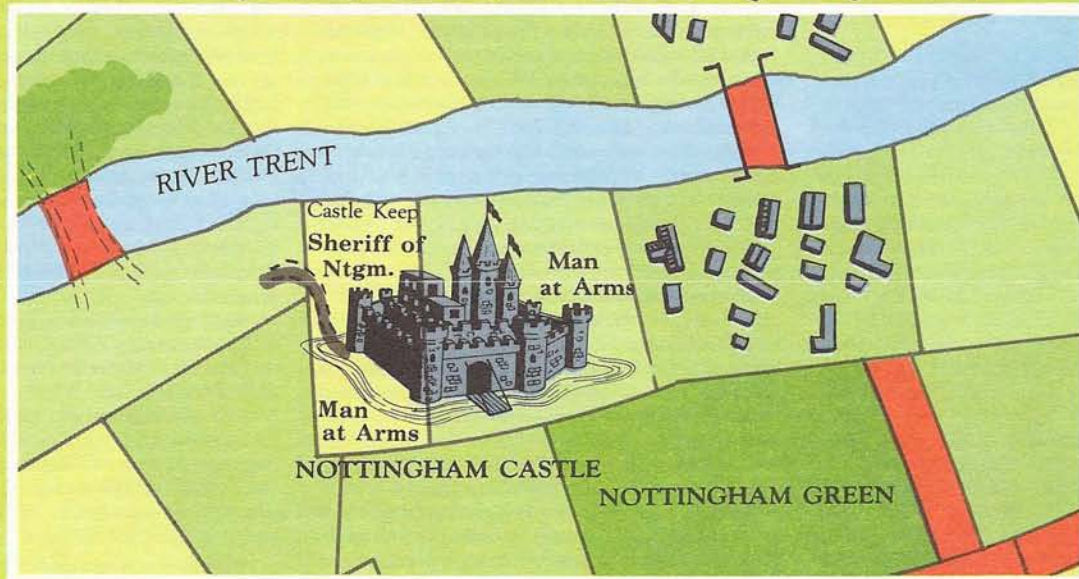 RIVER TRENT
Castle Keep
Sheriff of
Ntgm.
Man
at Arms
Man
at Arms
NOTTINGHAM CASTLE
NOTTINGHAM GREEN